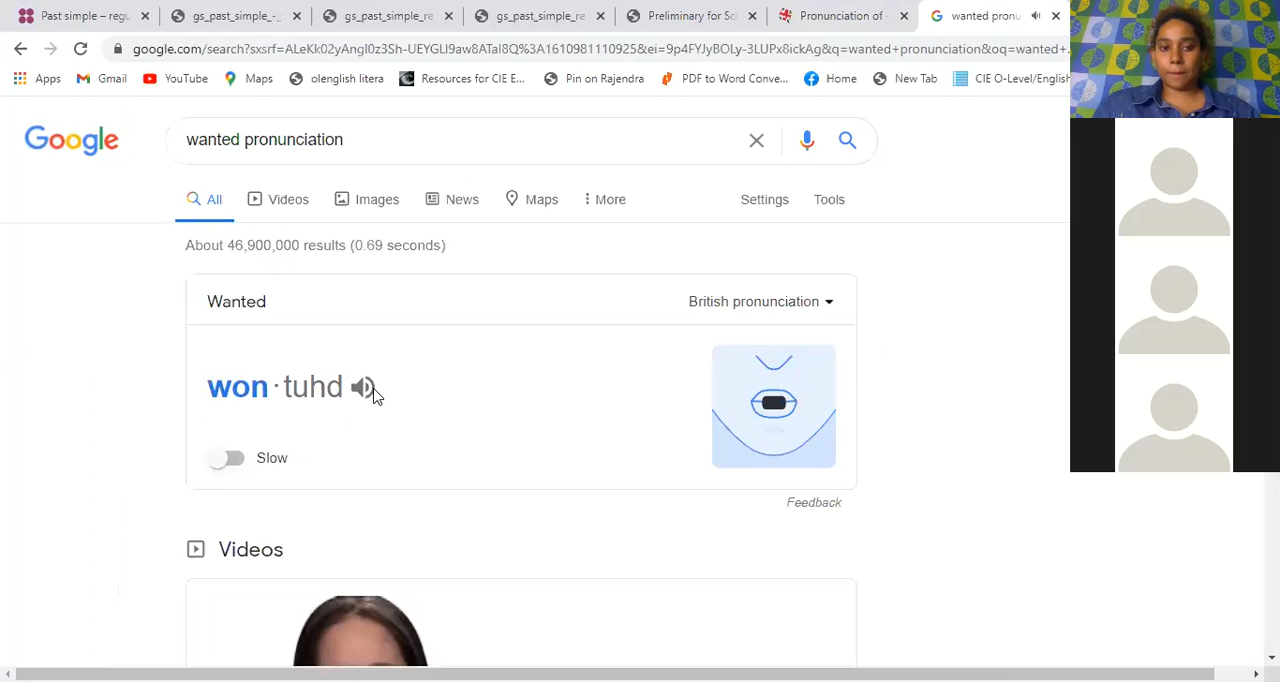 Past simple – regu
gs_past_simple_-_
gs_past_simple_re
gs_past_simple_re
Preliminary for Scl
Pronunciation of -
wanted pronu
google.com/search?sxsrf=ALeKk02yAngl0z3Sh-UEYGLl9aw8ATal8Q%3A1610981110925&ei=9p4FYJyBOLy-3LUPx8ickAg&q=wanted+pronunciation&oq=wanted+.
Apps
Gmail
YouTube
Maps
olenglish liter
Resources for CIE E...
Pin on Rajendra
PDF to Word Conve...
Home
New Tab
CIE O-Level/English
Google
wanted pronunciation
All
Videos
Images
News
Maps
More
Settings
Tools
About 46,900,000 results (0.69 seconds)
Wanted
British pronunciation
won · tuhd
Slow
Feedback
Videos